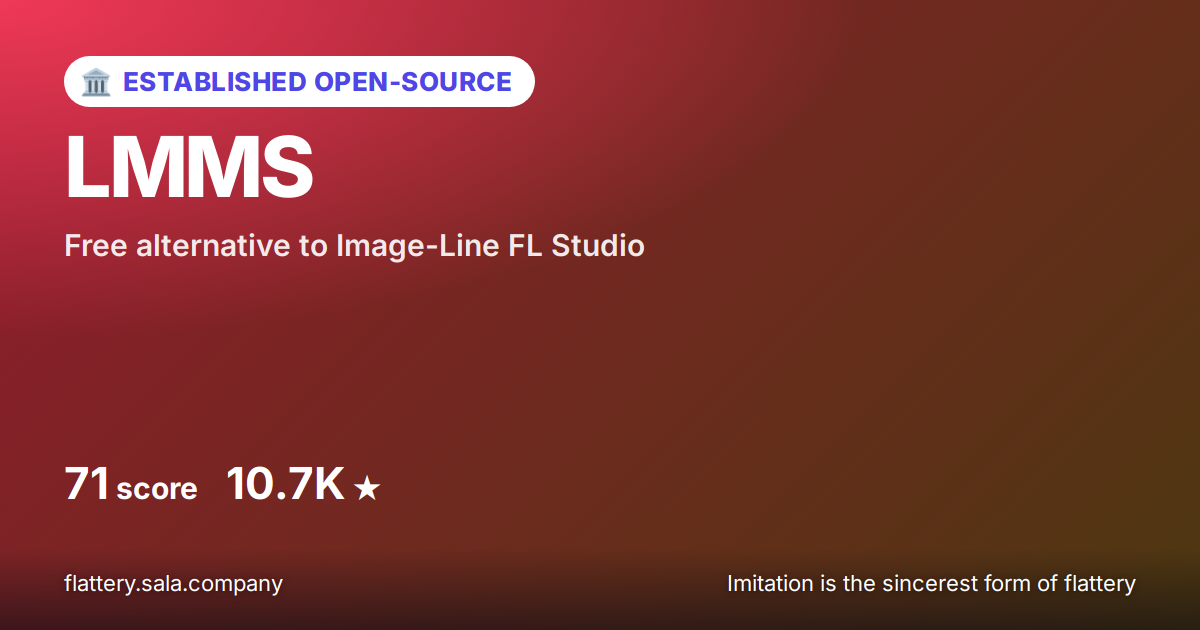 🏛️ ESTABLISHED OPEN-SOURCE
LMMS
Free alternative to Image-Line FL Studio
71 score 10.7K ★
flattery.sala.company
Imitation is the sincerest form of flattery